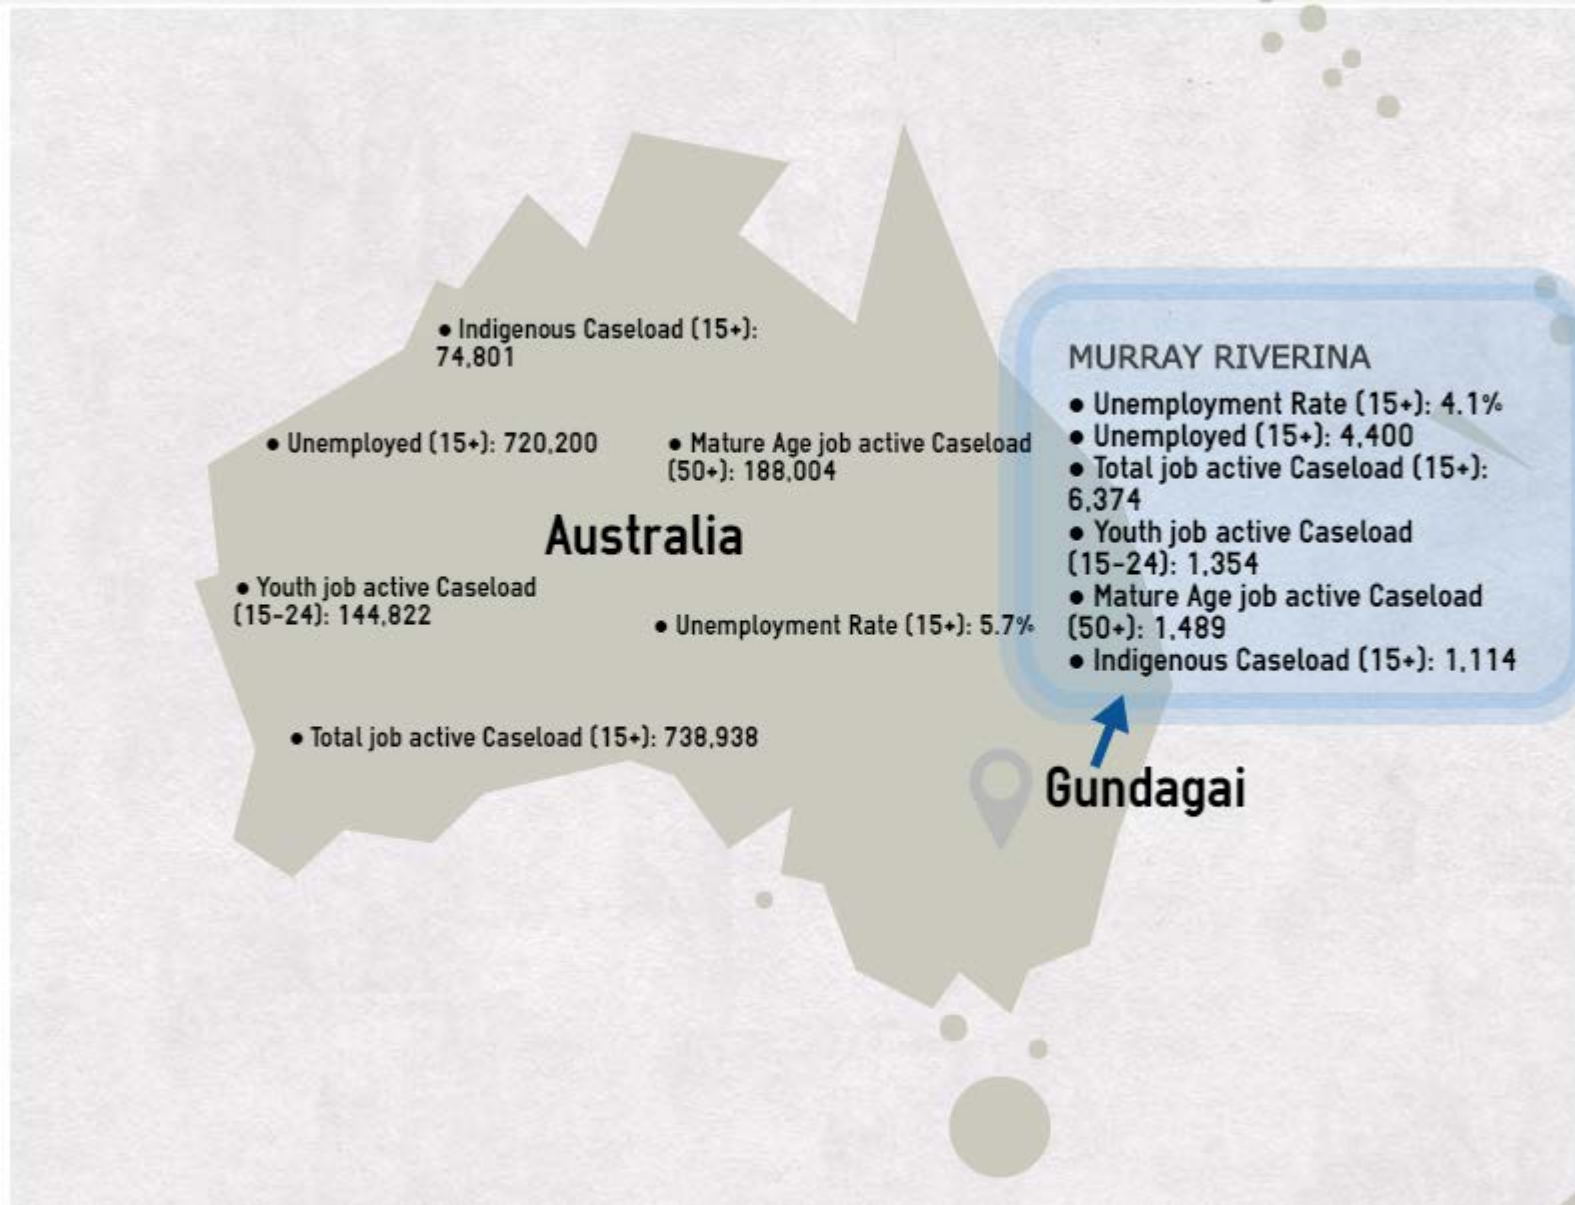 ● Indigenous Caseload (15+):
74,801
● Unemployed (15+): 720,200
● Mature Age job active Caseload
(50+): 188,004
Australia
● Youth job active Caseload
(15-24): 144,822
● Unemployment Rate (15+): 5.7%
● Total job active Caseload (15+): 738,938
MURRAY RIVERINA
● Unemployment Rate (15+): 4.1%
● Unemployed (15+): 4,400
● Total job active Caseload (15+):
6,374
● Youth job active Caseload
(15-24): 1,354
● Mature Age job active Caseload
(50+): 1,489
● Indigenous Caseload (15+): 1,114
Gundagai